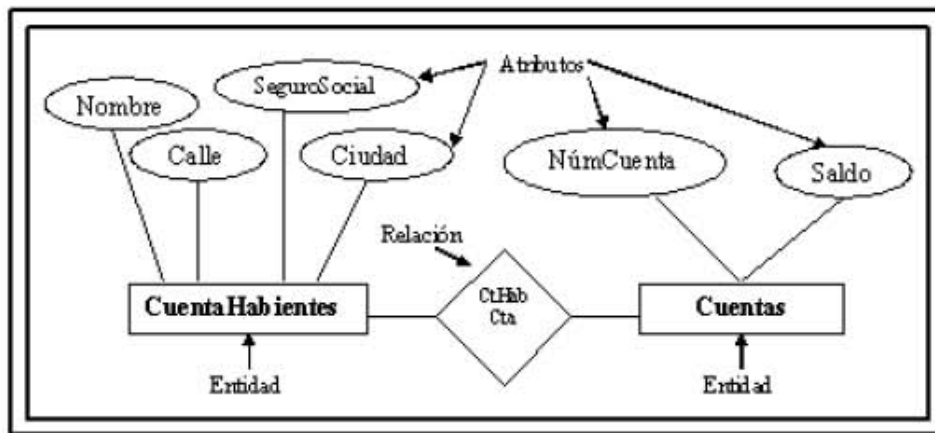 Atributos
SeguroSocial
Nombre
Calle
Ciudad
NúmCuenta
Saldo
Relación
CuentaHabientes
CtHab
Cta
Cuentas
Entidad
Entidad